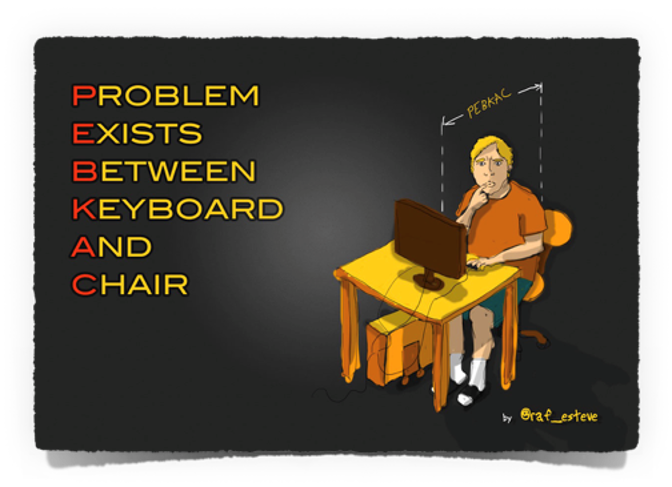 PROBLEM
EXISTS
BETWEEN
KEYBOARD
AND
CHAIR
PEBKAC
by @raf_esteve